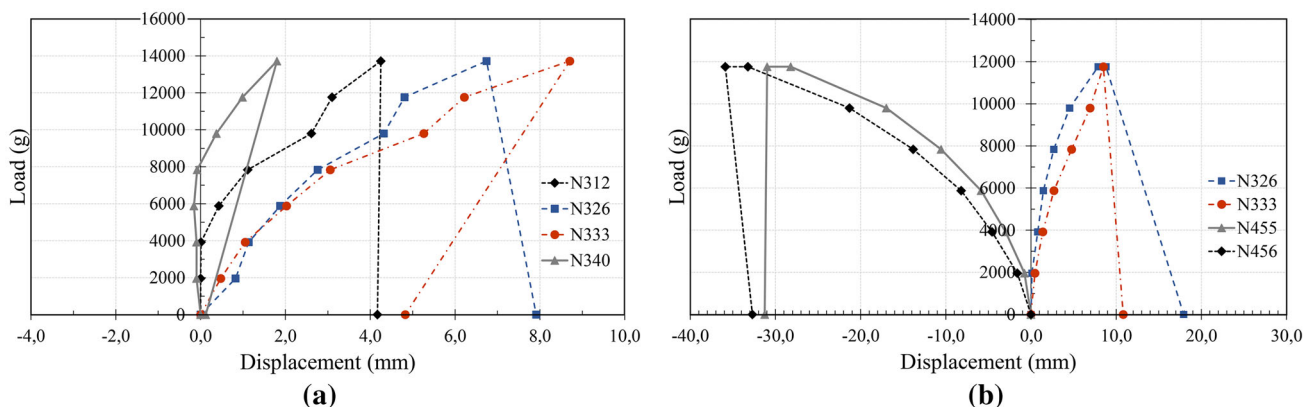 16000
14000
12000
10000
8000
6000
4000
2000
0
Load (g)
N312
N326
N333
N340
-4,0 -2,0 0,0 2,0 4,0 6,0 8,0 10,0
Displacement (mm)
(a)
14000
12000
10000
8000
6000
4000
2000
0
Load (g)
N326
N333
N455
N456
-40,0 -30,0 -20,0 -10,0 0,0 10,0 20,0 30,0
Displacement (mm)
(b)